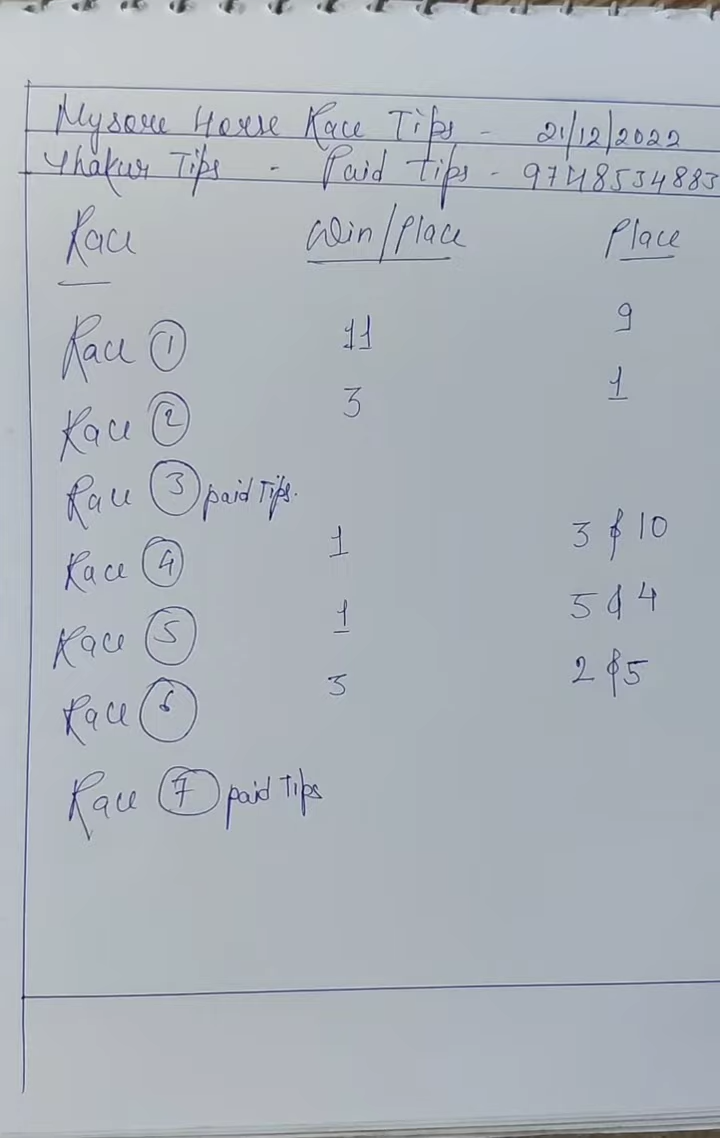 Mysore Horse Race Tips - 21/12/2022
Thakur Tips - Paid Tips - 9748534883
Race Win/Place Place
Race 1 11 9
Race 2 3 1
Race 3 paid Tips.
Race 4 1 3 & 10
Race 5 1 5 & 4
Race 6 3 2 & 5
Race 7 paid Tips